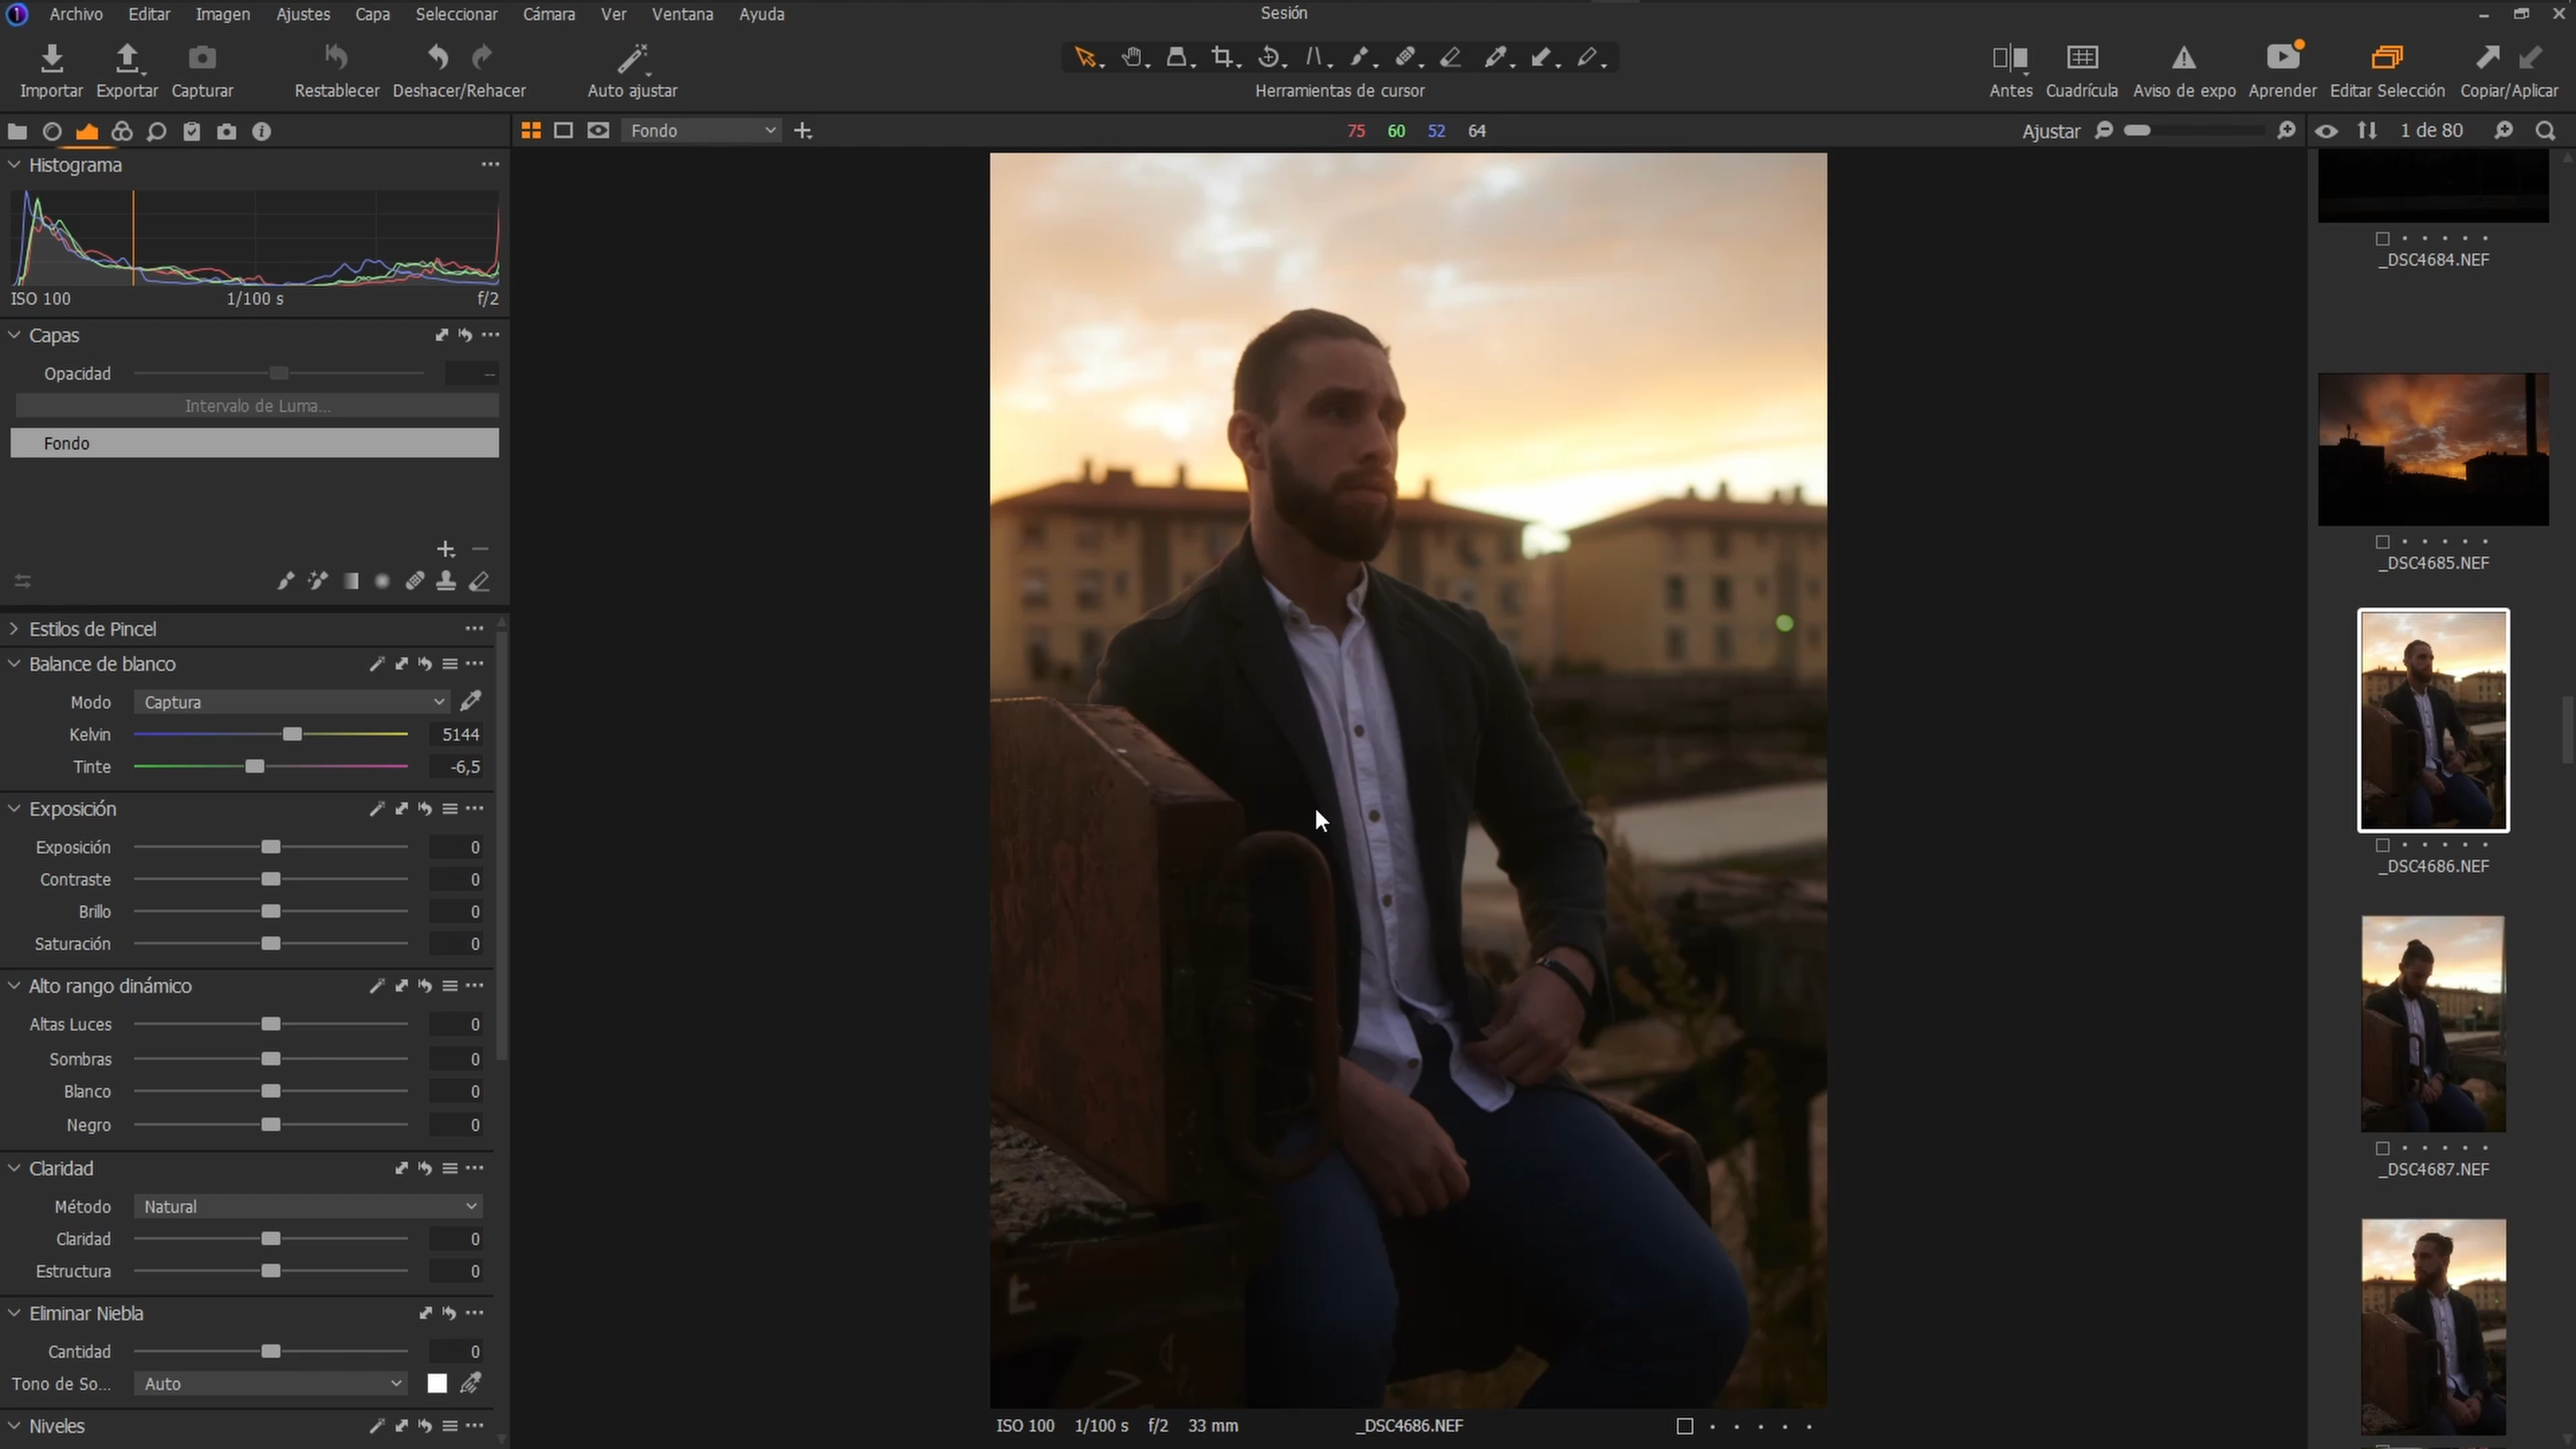 Archivo Editar Imagen Ajustes Capa Seleccionar Cámara Ver Ventana Ayuda
Sesión
Importar Exportar Capturar Restablecer Deshacer/Rehacer Auto ajustar
Herramientas de cursor
Antes Cuadrícula Aviso de expo Aprender Editar Selección Copiar/Aplicar
Fondo
75 60 52 64
Ajustar
1 de 80
Histograma
ISO 100 1/100 s f/2
Capas
Opacidad --
Intervalo de Luma...
Fondo
Estilos de Pincel
Balance de blanco
Modo Captura
Kelvin 5144
Tinte -6,5
Exposición
Exposición 0
Contraste 0
Brillo 0
Saturación 0
Alto rango dinámico
Altas Luces 0
Sombras 0
Blanco 0
Negro 0
Claridad
Método Natural
Claridad 0
Estructura 0
Eliminar Niebla
Cantidad 0
Tono de So... Auto
Niveles
E
ISO 100 1/100 s f/2 33 mm _DSC4686.NEF
_DSC4684.NEF
_DSC4685.NEF
_DSC4686.NEF
_DSC4687.NEF